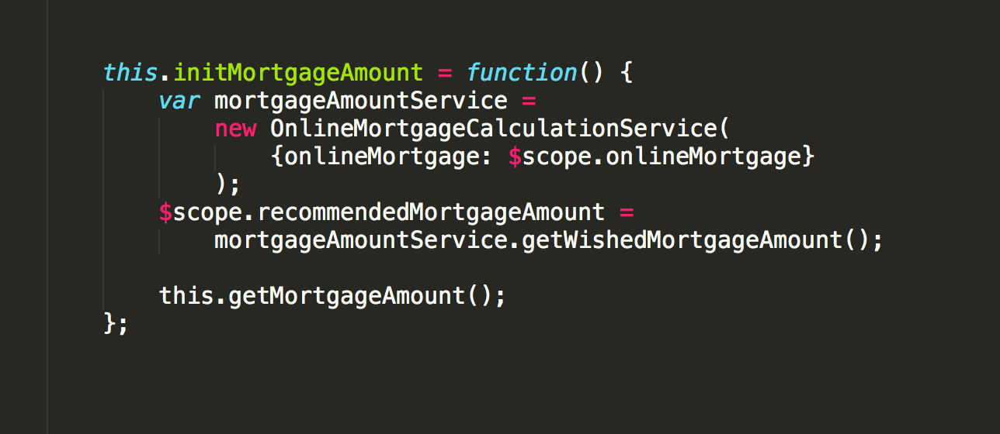 this.initMortgageAmount = function() {
    var mortgageAmountService =
        new OnlineMortgageCalculationService(
            {onlineMortgage: $scope.onlineMortgage}
        );
    $scope.recommendedMortgageAmount =
        mortgageAmountService.getWishedMortgageAmount();

    this.getMortgageAmount();
};